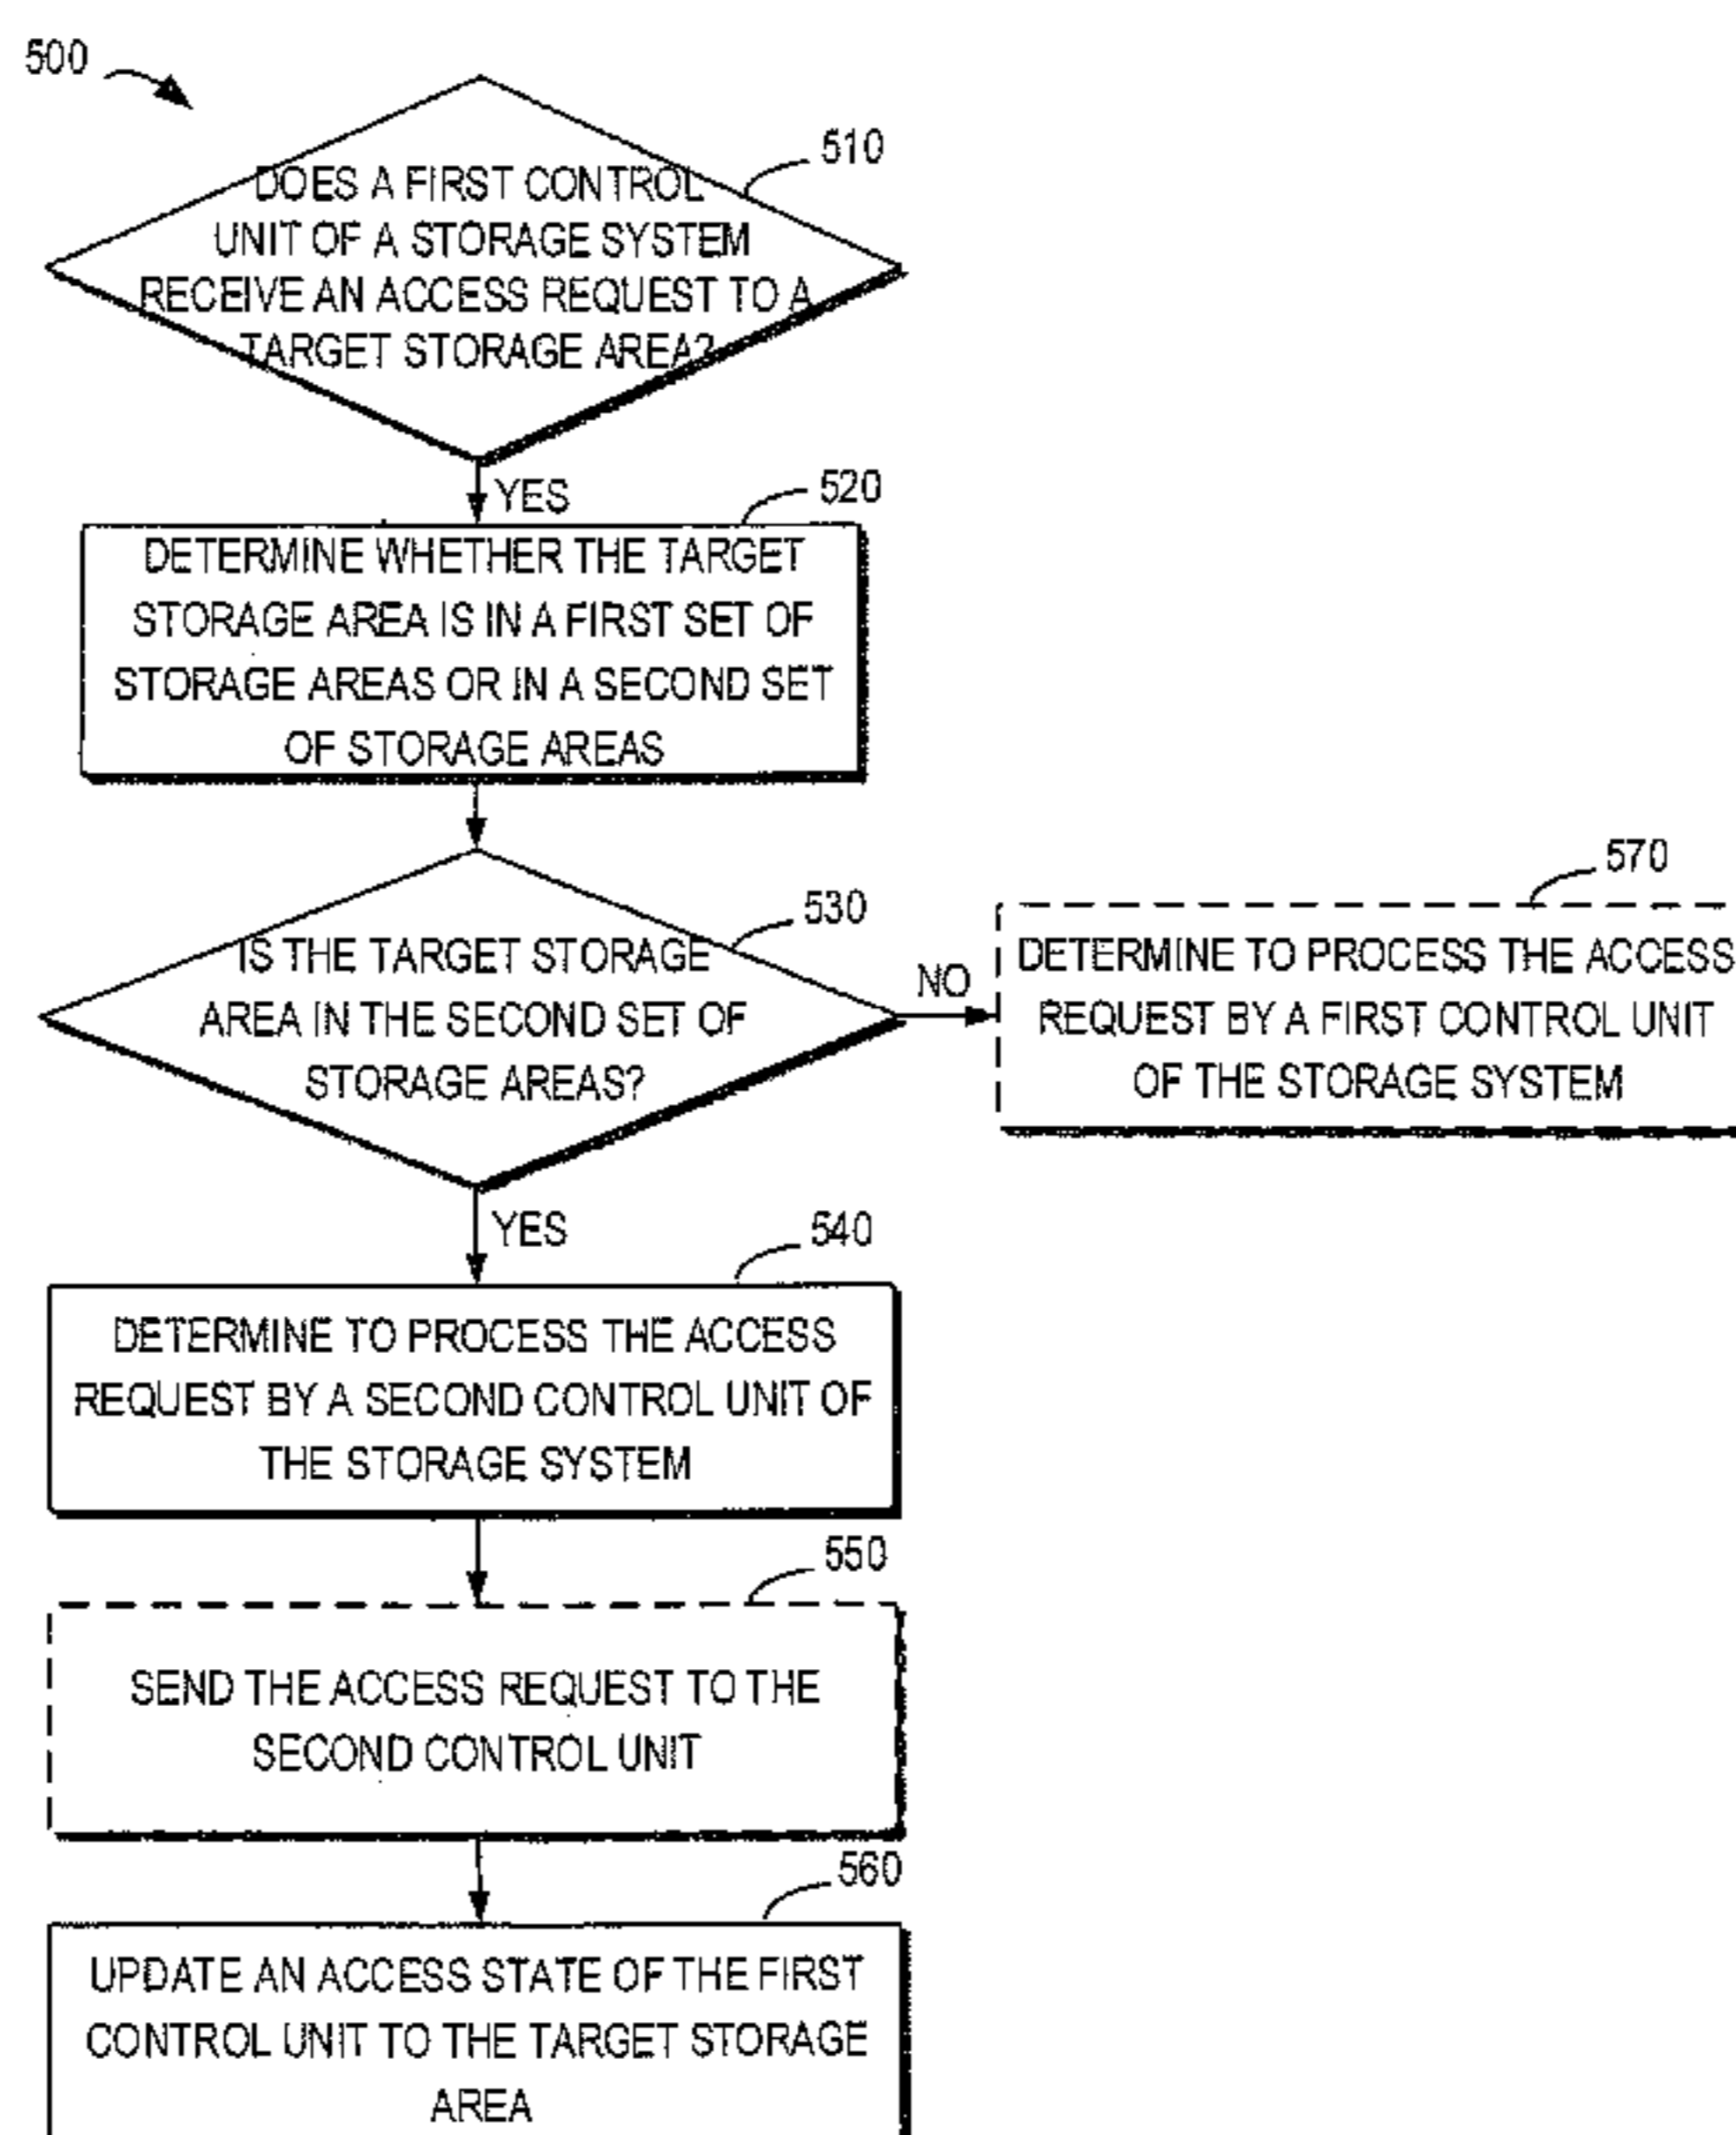 500
510
DOES A FIRST CONTROL
UNIT OF A STORAGE SYSTEM
RECEIVE AN ACCESS REQUEST TO A
TARGET STORAGE AREA?
YES
520
DETERMINE WHETHER THE TARGET
STORAGE AREA IS IN A FIRST SET OF
STORAGE AREAS OR IN A SECOND SET
OF STORAGE AREAS
530
IS THE TARGET STORAGE
AREA IN THE SECOND SET OF
STORAGE AREAS?
NO
570
DETERMINE TO PROCESS THE ACCESS
REQUEST BY A FIRST CONTROL UNIT
OF THE STORAGE SYSTEM
YES
540
DETERMINE TO PROCESS THE ACCESS
REQUEST BY A SECOND CONTROL UNIT OF
THE STORAGE SYSTEM
550
SEND THE ACCESS REQUEST TO THE
SECOND CONTROL UNIT
560
UPDATE AN ACCESS STATE OF THE FIRST
CONTROL UNIT TO THE TARGET STORAGE
AREA